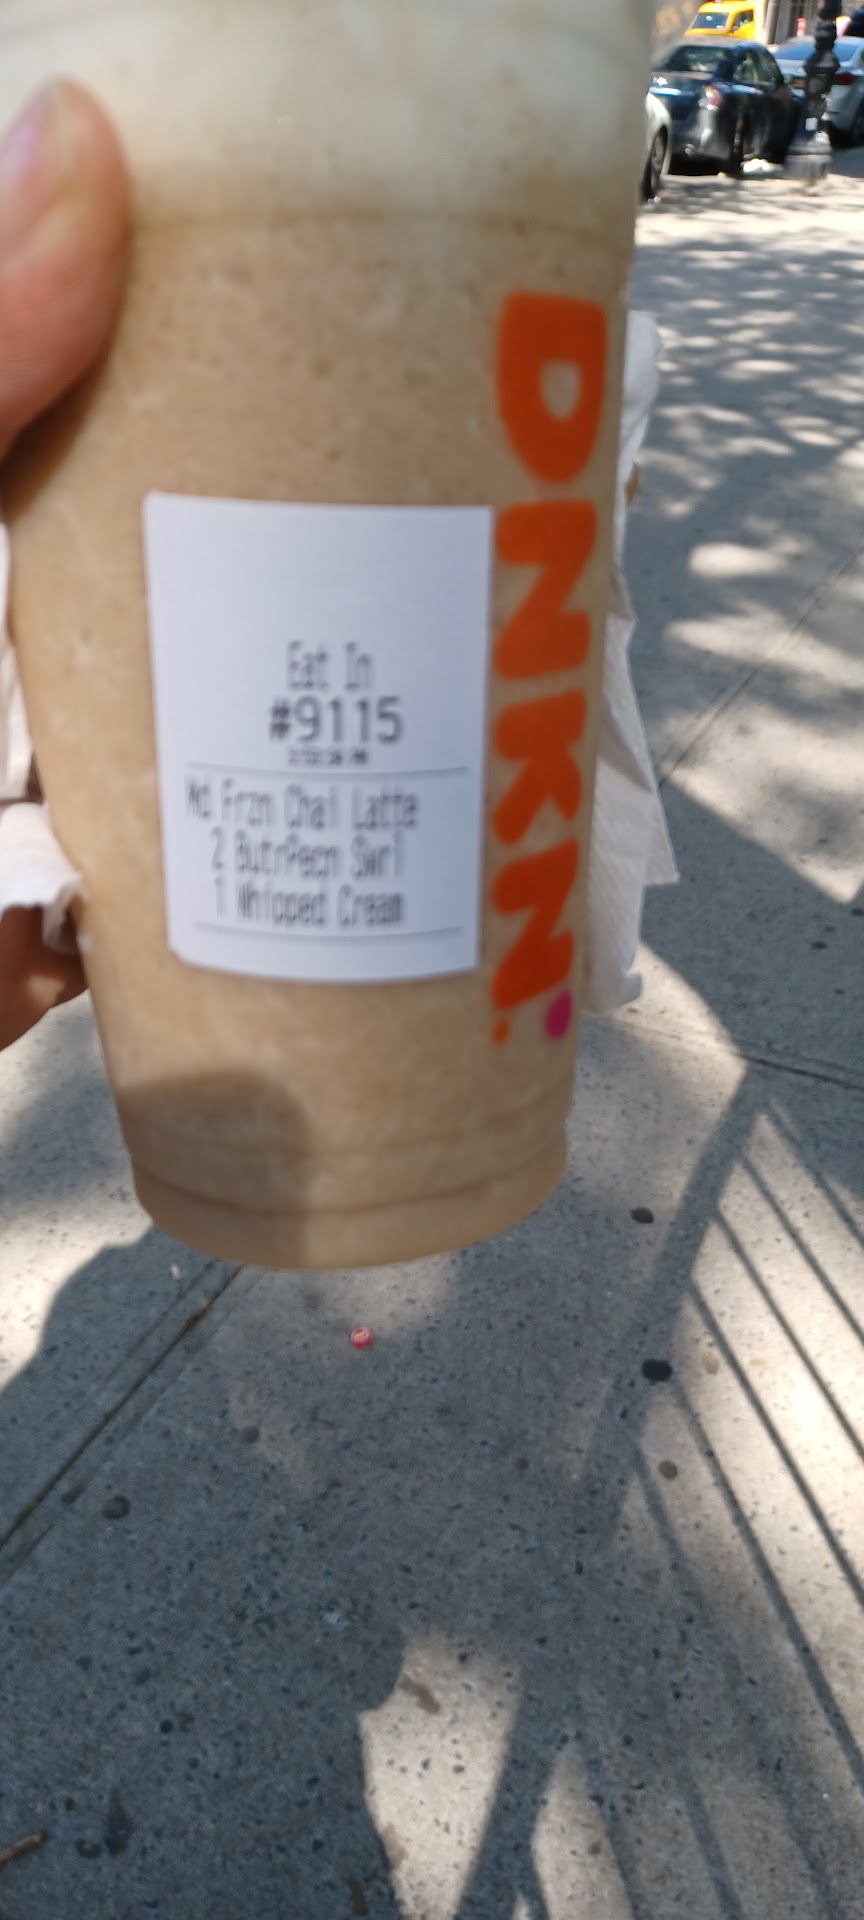 Eat In
#9115
Md Frzn Chai Latte
2 ButrPecn Swrl
1 Whipped Cream
DNKN